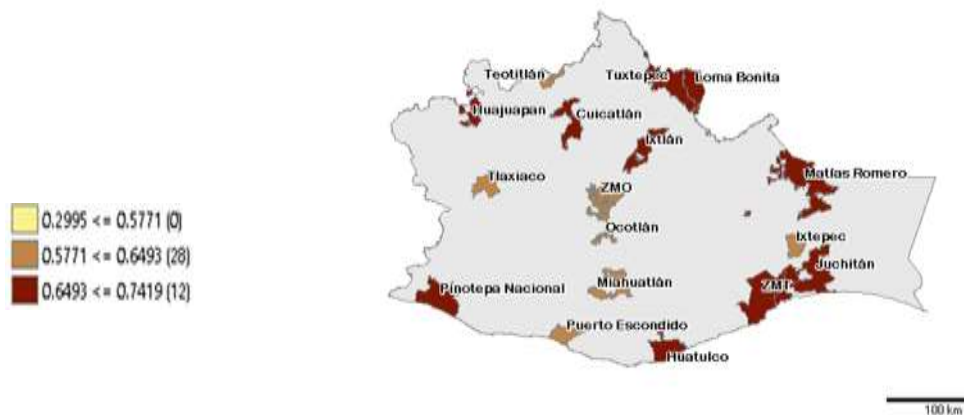 Teotitlán
Tuxtepec
Loma Bonita
Huajuapan
Cuicatlán
Ixtlán
Matías Romero
Tlaxiaco
ZMO
Ocotlán
Ixtepec
Juchitán
Pinotepa Nacional
Miahuatlán
ZMT
Puerto Escondido
Huatulco
0.2995 <= 0.5771 (0)
0.5771 <= 0.6493 (28)
0.6493 <= 0.7419 (12)
100 km